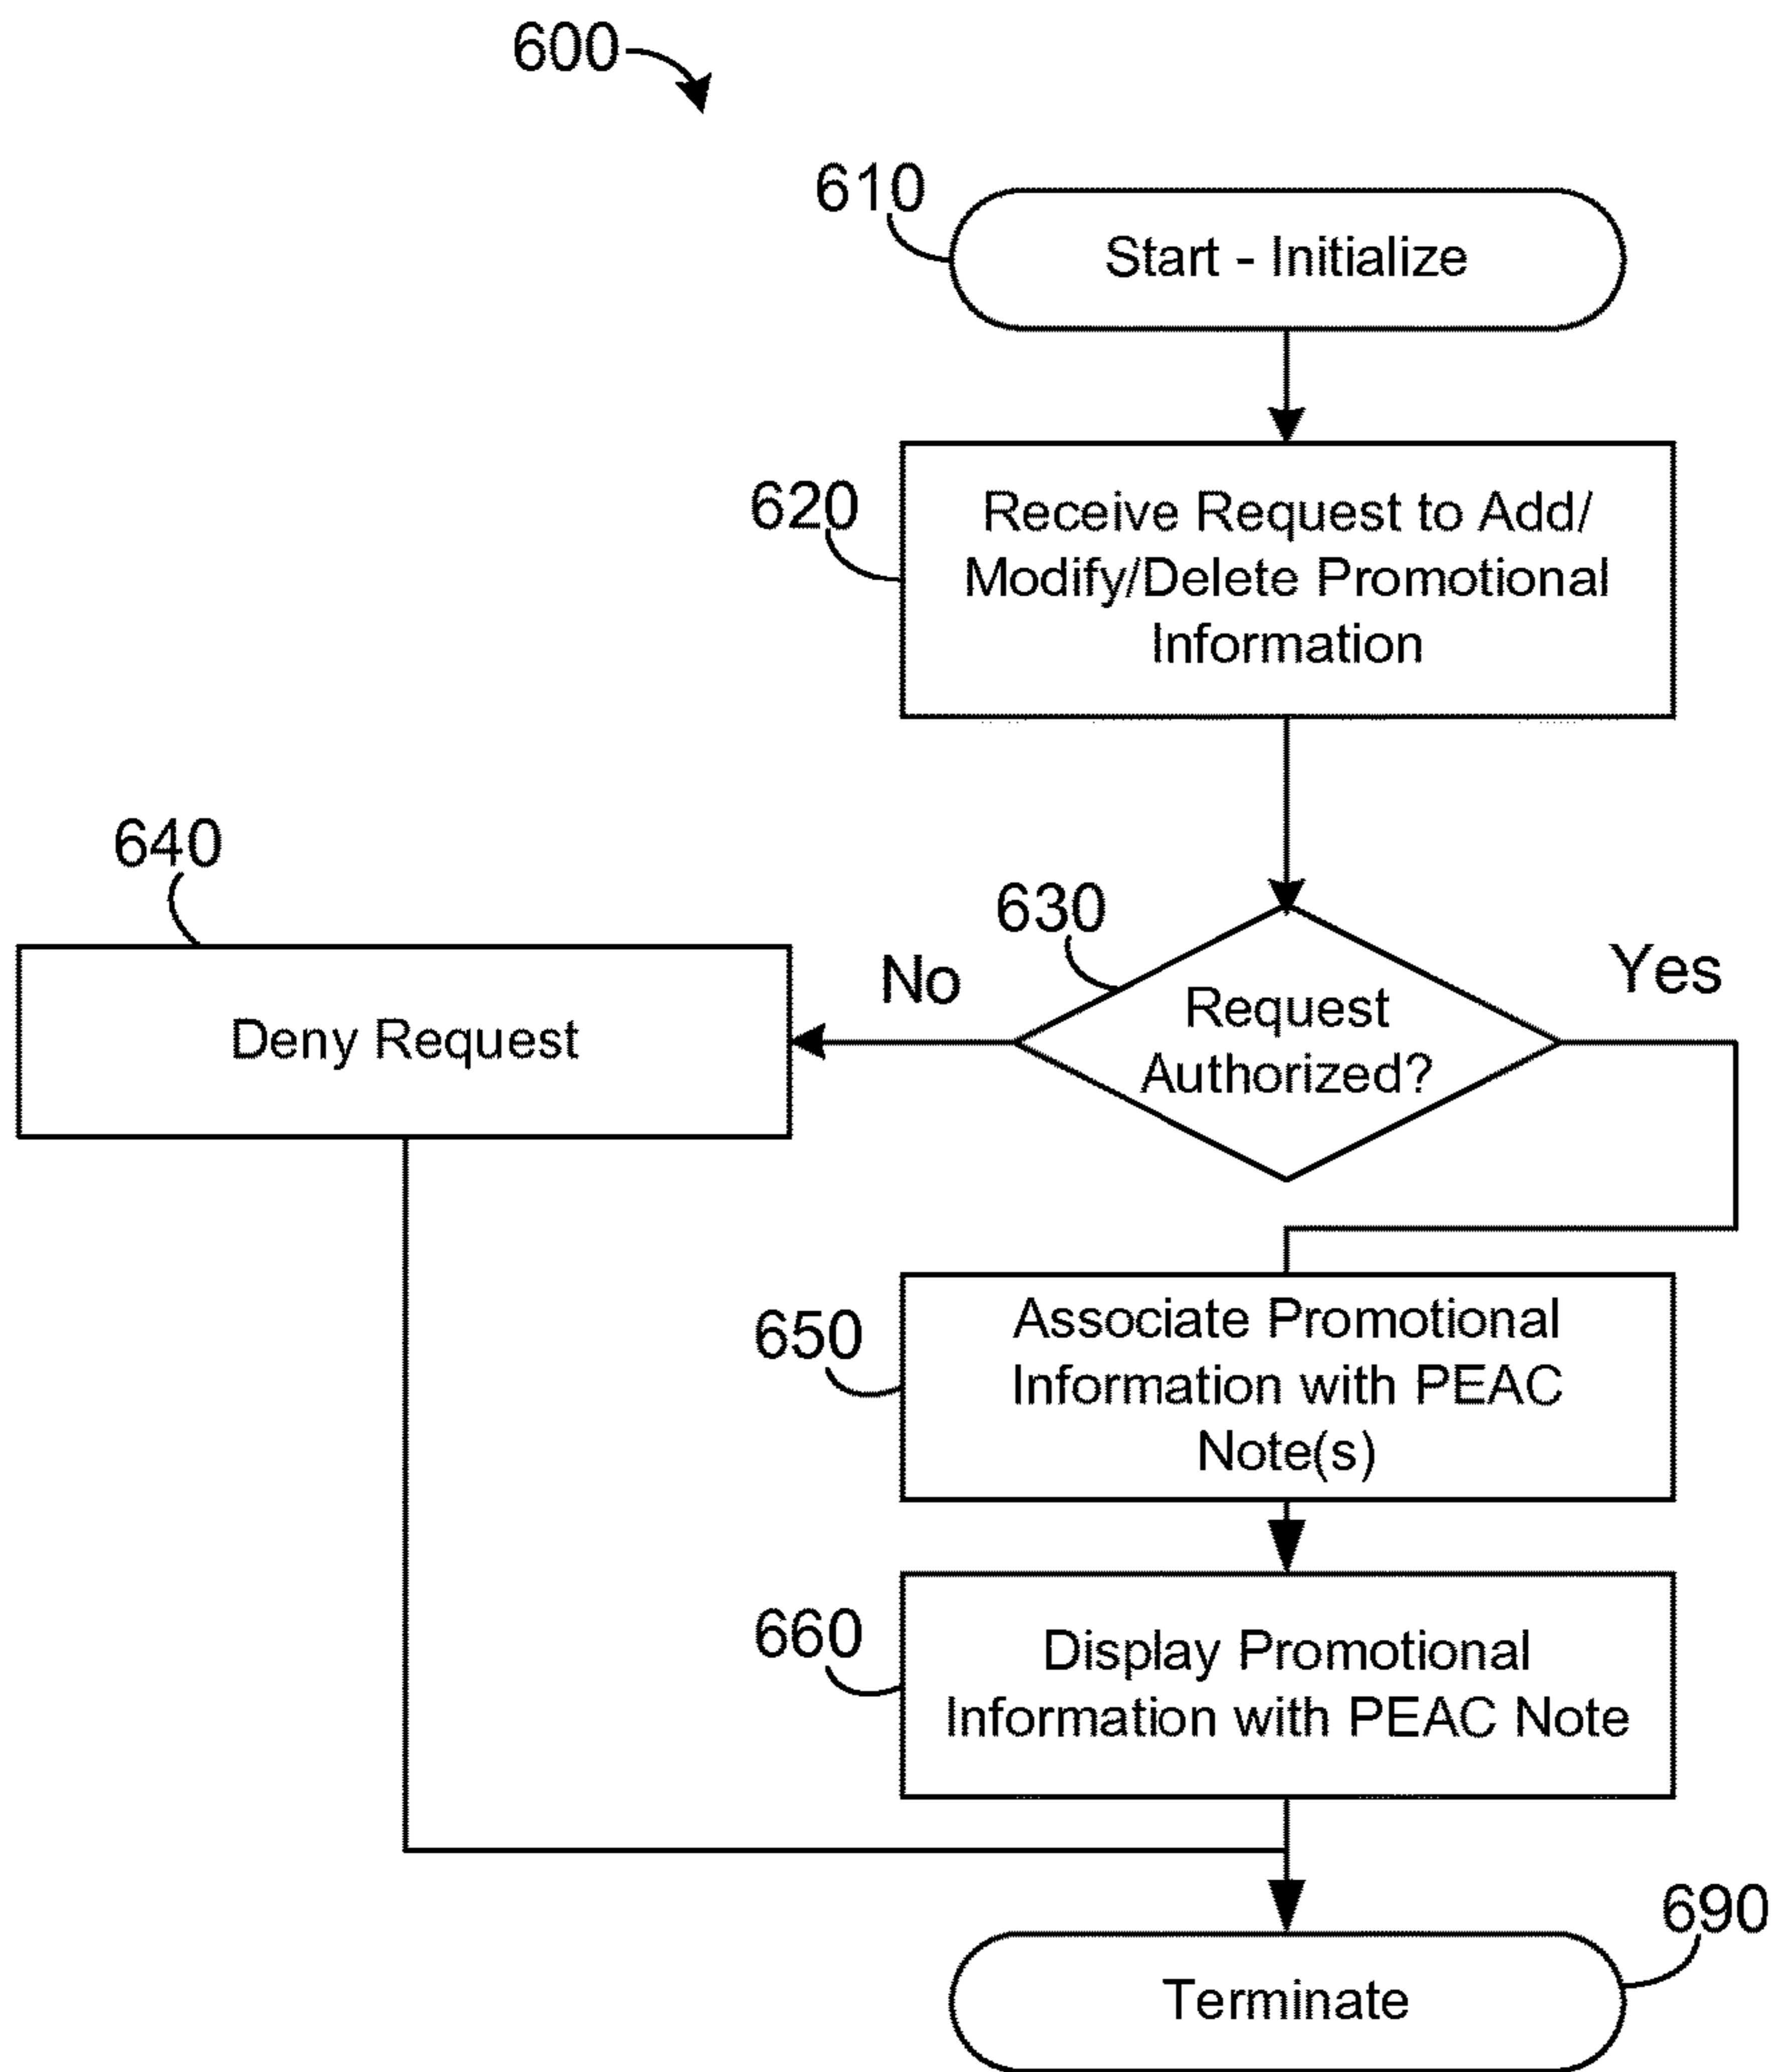 600
610
Start - Initialize
620
Receive Request to Add/
Modify/Delete Promotional
Information
640
630
No
Yes
Deny Request
Request
Authorized?
650
Associate Promotional
Information with PEAC
Note(s)
660
Display Promotional
Information with PEAC Note
690
Terminate